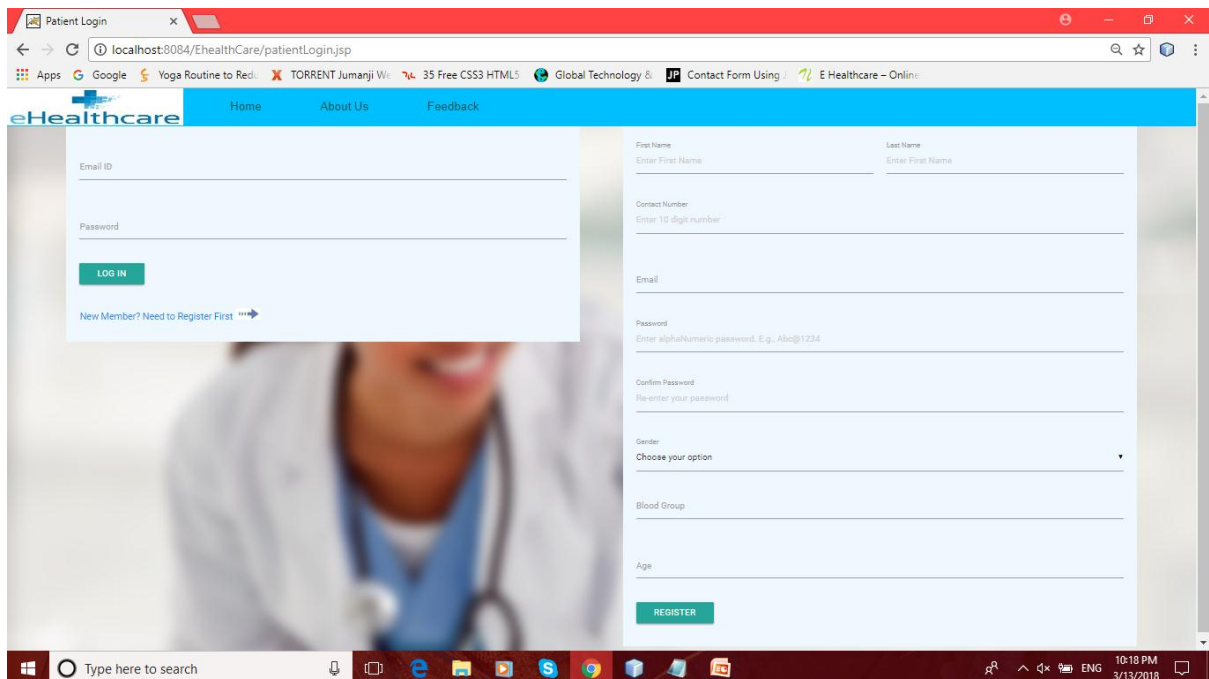 Patient Login
localhost:8084/EhealthCare/patientLogin.jsp
Apps Google Yoga Routine to Red TORRENT Jumanji We 35 Free CSS3 HTML5 Global Technology & Contact Form Using E Healthcare – Online
eHealthcare Home About Us Feedback
Email ID
Password
LOG IN
New Member? Need to Register First
First Name Last Name
Enter First Name Enter First Name
Contact Number
Enter 10 digit number
Email
Password
Enter alphaNumeric password. E.g., Abc@1234
Confirm Password
Re-enter your password
Gender
Choose your option
Blood Group
Age
REGISTER
Type here to search
ENG
10:18 PM
3/13/2018